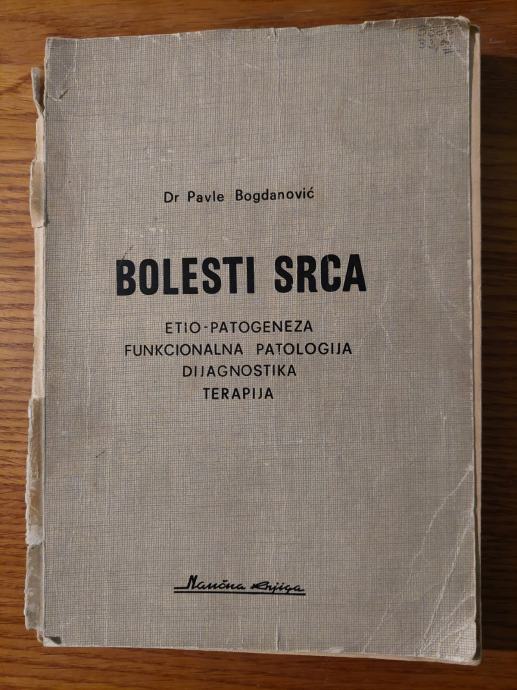 Dr Pavle Bogdanović
BOLESTI SRCA
ETIO-PATOGENEZA
FUNKCIONALNA PATOLOGIJA
DIJAGNOSTIKA
TERAPIJA
Naučna knjiga